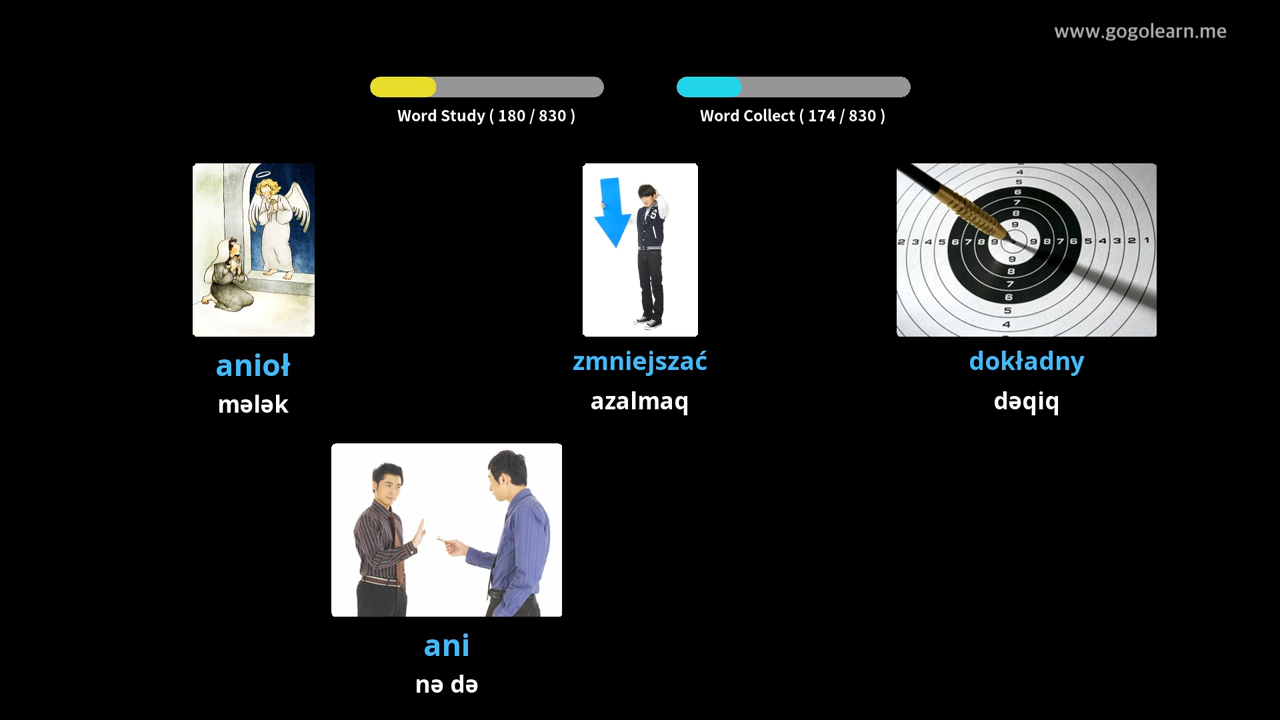 www.gogolearn.me
Word Study ( 180 / 830 )
Word Collect ( 174 / 830 )
anioł
mələk
zmniejszać
azalmaq
dokładny
dəqiq
ani
nə də